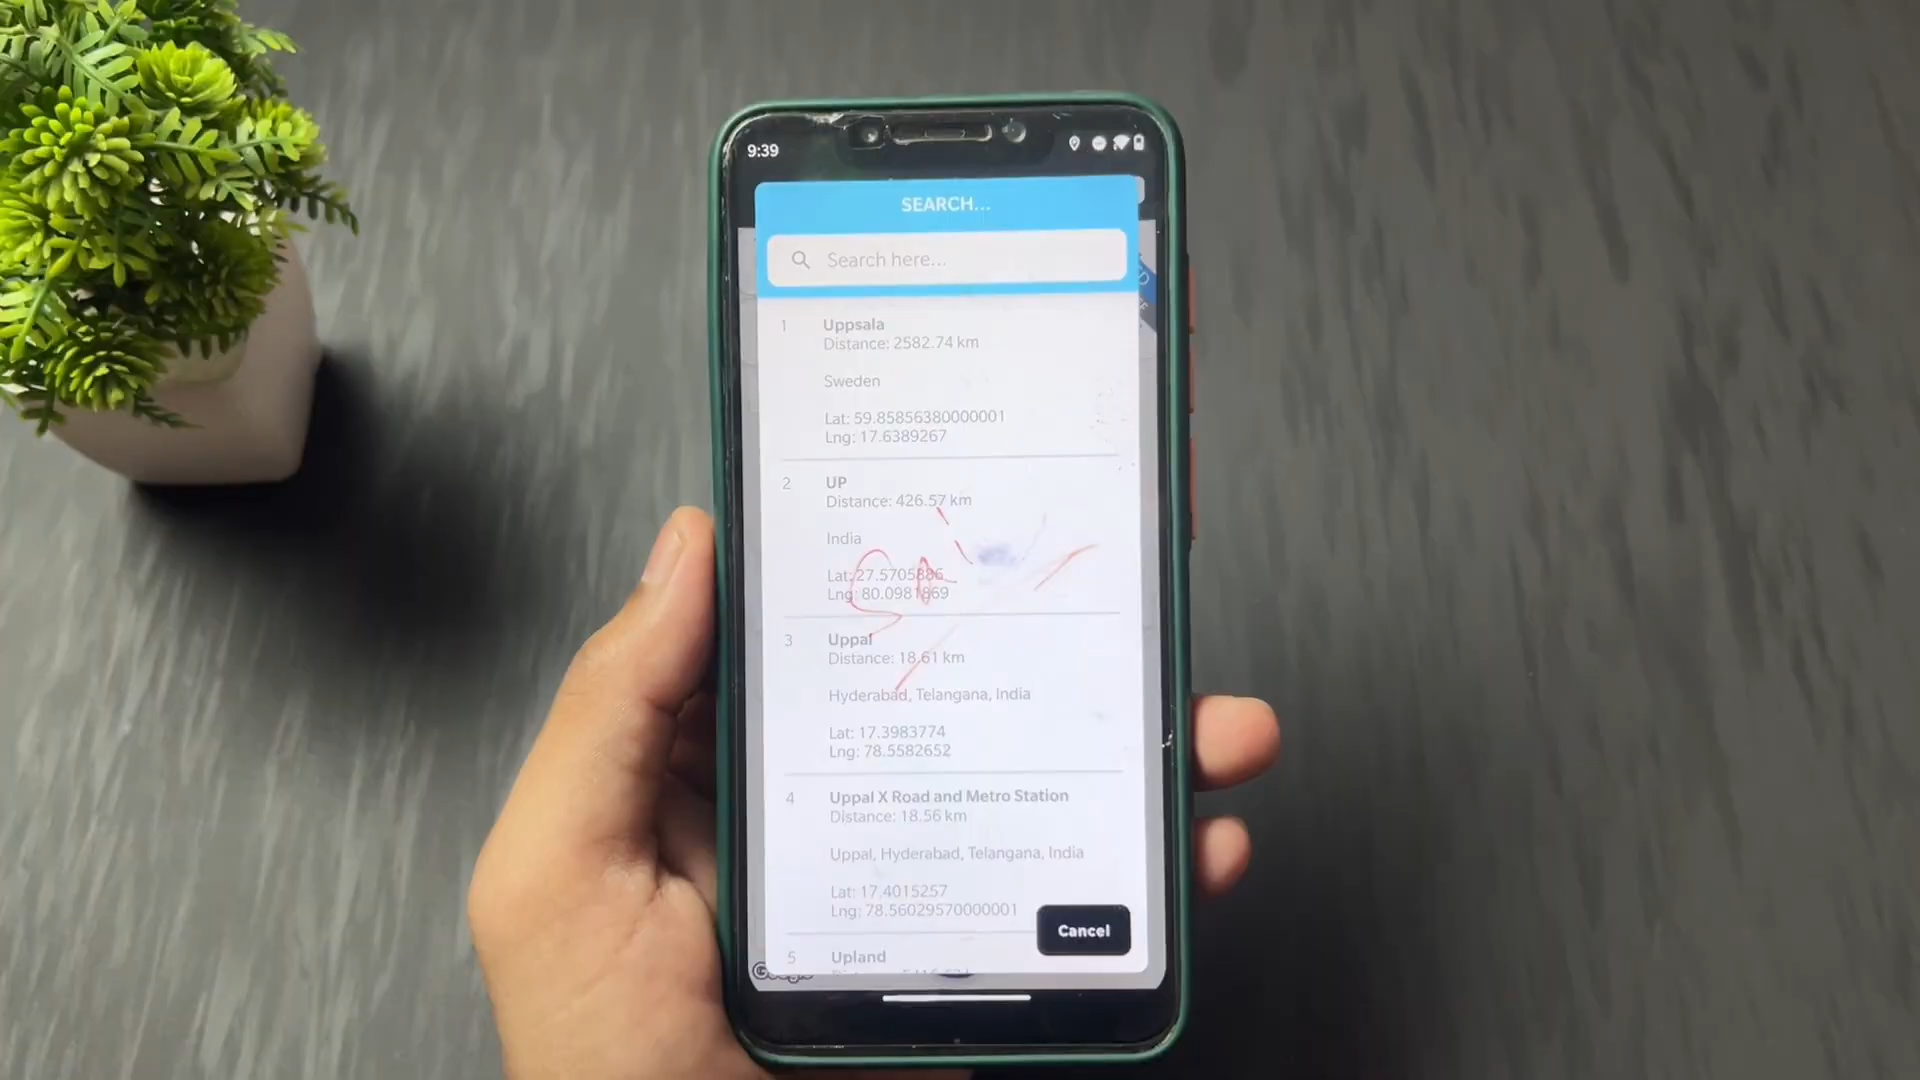 9:39
SEARCH...
Search here...
1
Uppsala
Distance: 2582.74 km
Sweden
Lat: 59.85856380000001
Lng: 17.6389267
2
UP
Distance: 426.57 km
India
Lat: 27.5705886
Lng: 80.0981869
3
Uppal
Distance: 18.61 km
Hyderabad, Telangana, India
Lat: 17.3983774
Lng: 78.5582652
4
Uppal X Road and Metro Station
Distance: 18.56 km
Uppal, Hyderabad, Telangana, India
Lat: 17.4015257
Lng: 78.56029570000001
Cancel
5
Upland
Google